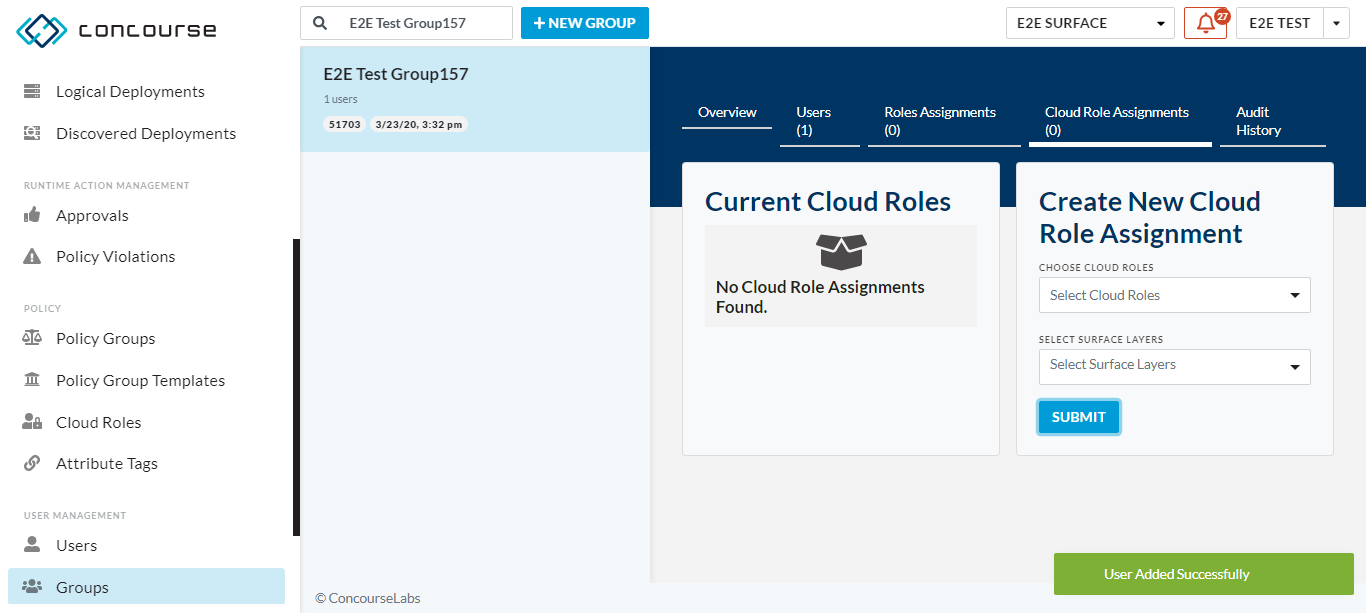 concourse
E2E Test Group157
+ NEW GROUP
E2E SURFACE
27
E2E TEST
Logical Deployments
Discovered Deployments
RUNTIME ACTION MANAGEMENT
Approvals
Policy Violations
POLICY
Policy Groups
Policy Group Templates
Cloud Roles
Attribute Tags
USER MANAGEMENT
Users
Groups
E2E Test Group157
1 users
51703 3/23/20, 3:32 pm
Overview
Users
(1)
Roles Assignments
(0)
Cloud Role Assignments
(0)
Audit
History
Current Cloud Roles
No Cloud Role Assignments
Found.
Create New Cloud
Role Assignment
CHOOSE CLOUD ROLES
Select Cloud Roles
SELECT SURFACE LAYERS
Select Surface Layers
SUBMIT
User Added Successfully
© ConcourseLabs